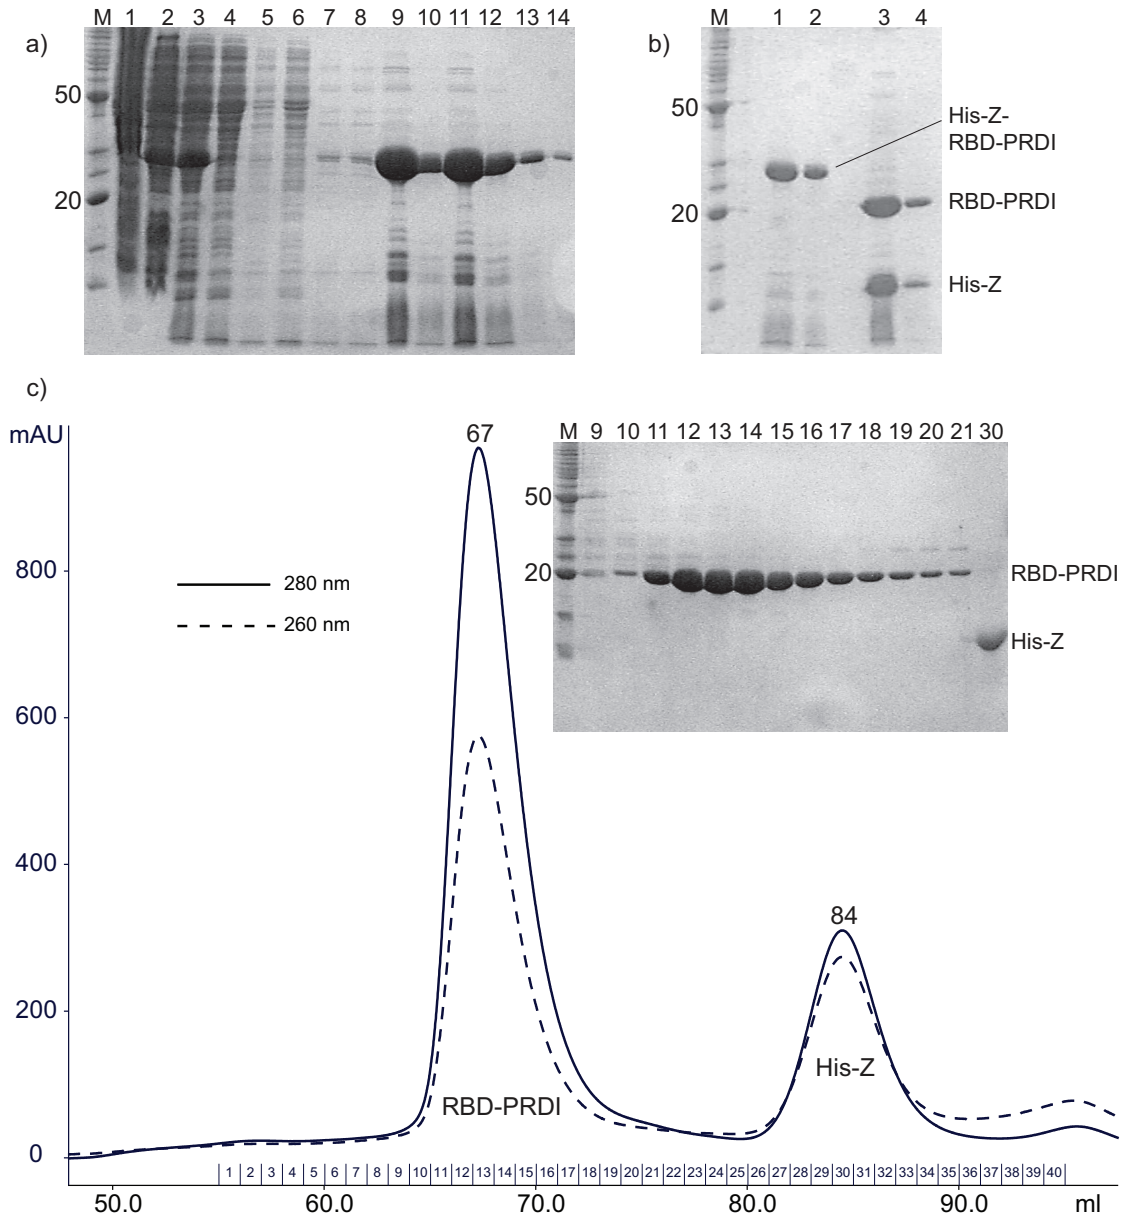 a)
M 1 2 3 4 5 6 7 8 9 10 11 12 13 14
50
20
b)
M 1 2 3 4
50
20
His-Z-
RBD-PRDI
RBD-PRDI
His-Z
c)
mAU
67
M 9 10 11 12 13 14 15 16 17 18 19 20 21 30
50
20
RBD-PRDI
His-Z
800
280 nm
260 nm
600
400
84
200
His-Z
RBD-PRDI
0
1 2 3 4 5 6 7 8 9 10 11 12 13 14 15 16 17 18 19 20 21 22 23 24 25 26 27 28 29 30 31 32 33 34 35 36 37 38 39 40
50.0 60.0 70.0 80.0 90.0 ml